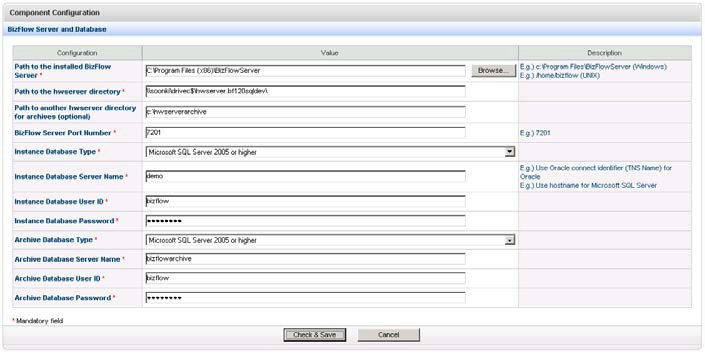 Component Configuration
BizFlow Server and Database
Configuration Value Description
Path to the installed BizFlow Server * C:\Program Files (x86)\BizFlowServer Browse... E.g.) c:\Program Files\BizFlowServer (Windows)
E.g.) /home/bizflow (UNIX)
Path to the hwserver directory * \\soonki\drivec$\hwserver.bf120sqldev\
Path to another hwserver directory for archives (optional) c:\hwserverarchive
BizFlow Server Port Number * 7201 E.g.) 7201
Instance Database Type * Microsoft SQL Server 2005 or higher
Instance Database Server Name * demo E.g.) Use Oracle connect identifier (TNS Name) for Oracle
E.g.) Use hostname for Microsoft SQL Server
Instance Database User ID * bizflow
Instance Database Password * ••••••••
Archive Database Type * Microsoft SQL Server 2005 or higher
Archive Database Server Name * bizflowarchive
Archive Database User ID * bizflow
Archive Database Password * ••••••••
* Mandatory field
Check & Save Cancel